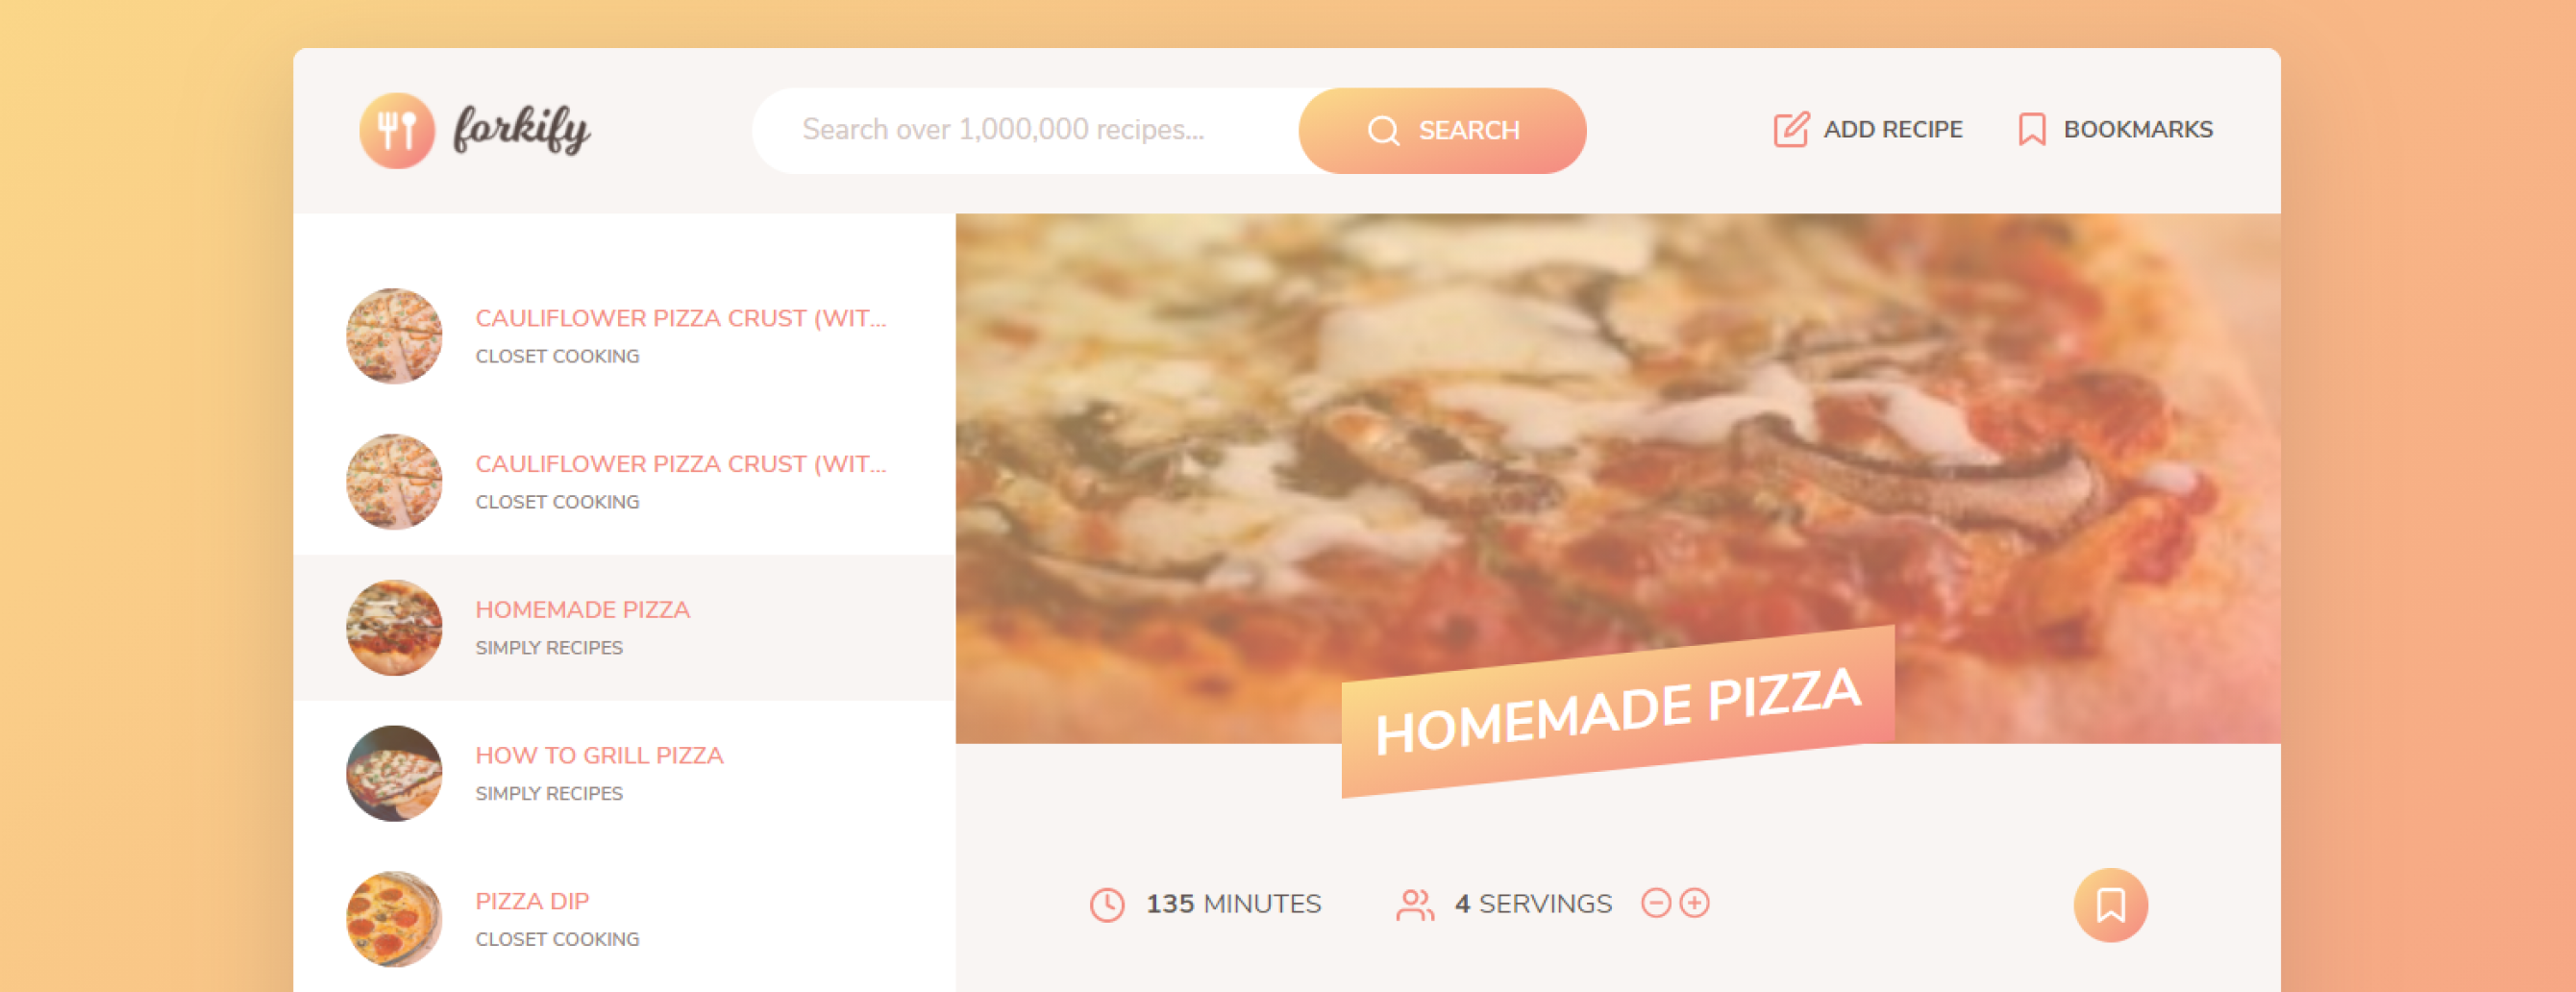 forkify
Search over 1,000,000 recipes...
SEARCH
ADD RECIPE
BOOKMARKS
CAULIFLOWER PIZZA CRUST (WIT...
CLOSET COOKING
CAULIFLOWER PIZZA CRUST (WIT...
CLOSET COOKING
HOMEMADE PIZZA
SIMPLY RECIPES
HOW TO GRILL PIZZA
SIMPLY RECIPES
PIZZA DIP
CLOSET COOKING
HOMEMADE PIZZA
135 MINUTES
4 SERVINGS